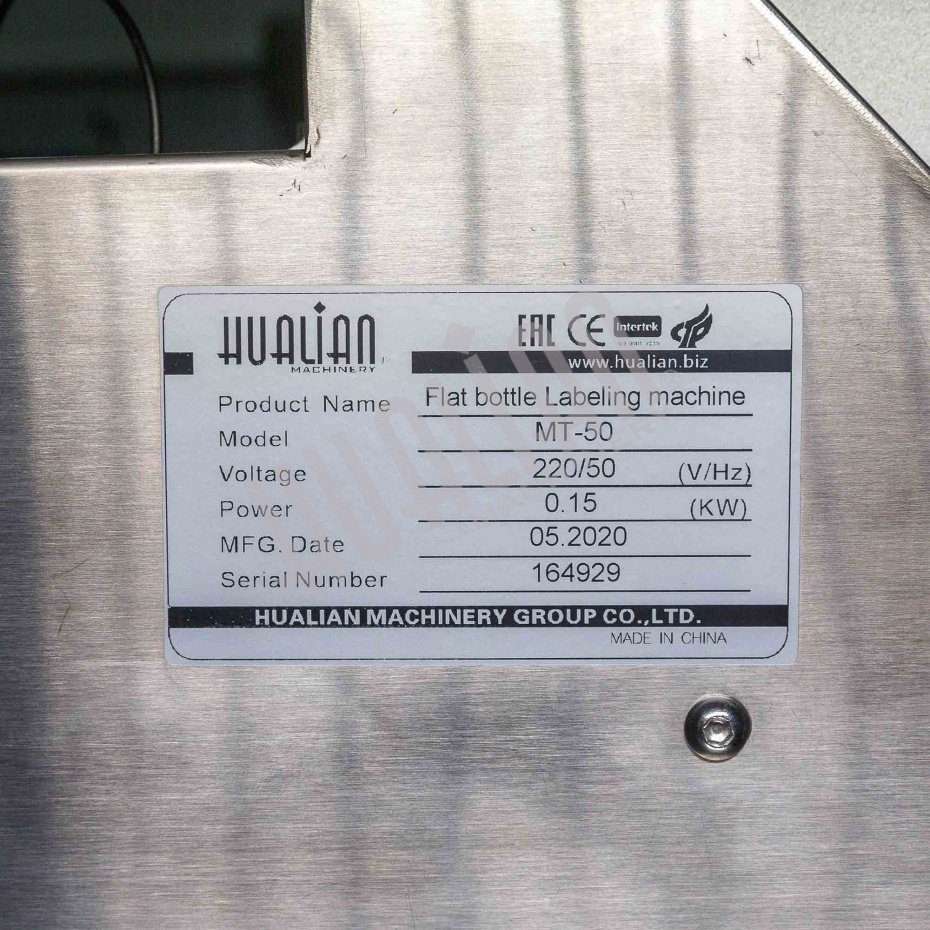 HUALIAN
MACHINERY
EAC CE Intertek
www.hualian.biz
Product Name Flat bottle Labeling machine
Model MT-50
Voltage 220/50 (V/Hz)
Power 0.15 (KW)
MFG. Date 05.2020
Serial Number 164929
HUALIAN MACHINERY GROUP CO.,LTD.
MADE IN CHINA